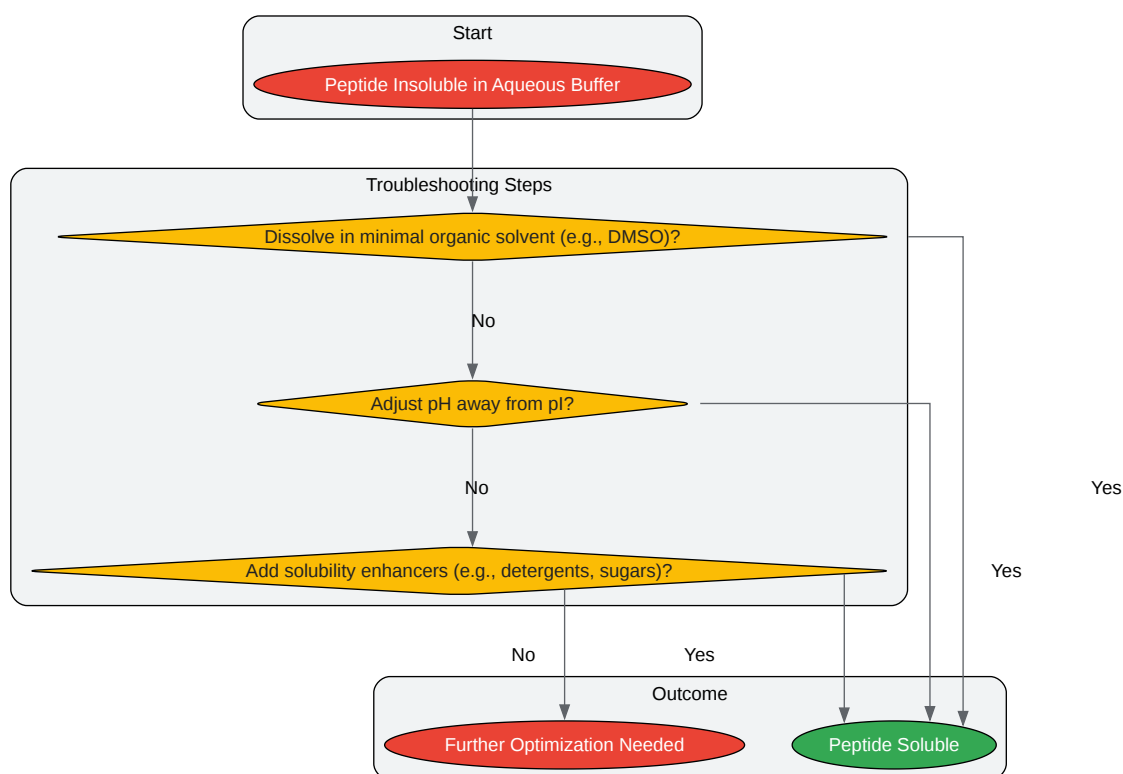 Start
Peptide Insoluble in Aqueous Buffer
Troubleshooting Steps
Dissolve in minimal organic solvent (e.g., DMSO)?
No
Adjust pH away from pI?
No
Yes
Add solubility enhancers (e.g., detergents, sugars)?
Yes
No
Yes
Outcome
Further Optimization Needed
Peptide Soluble